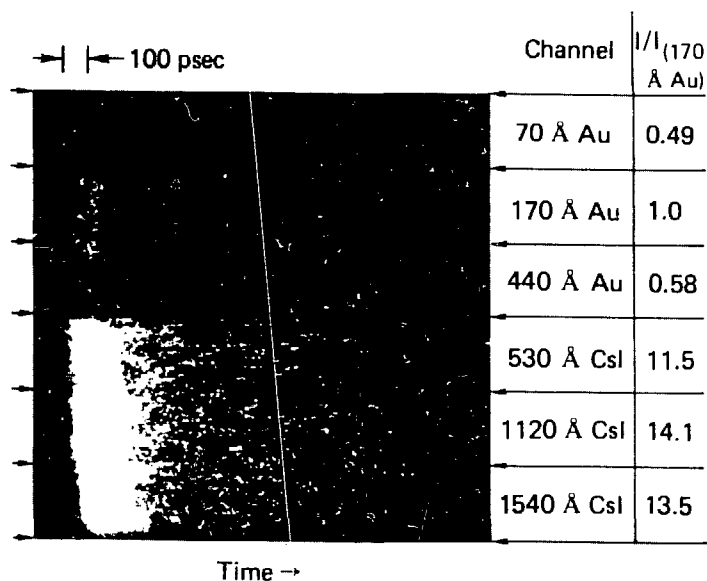 100 psec
Channel I/I(170 Å Au)
70 Å Au 0.49
170 Å Au 1.0
440 Å Au 0.58
530 Å CsI 11.5
1120 Å CsI 14.1
1540 Å CsI 13.5
Time →